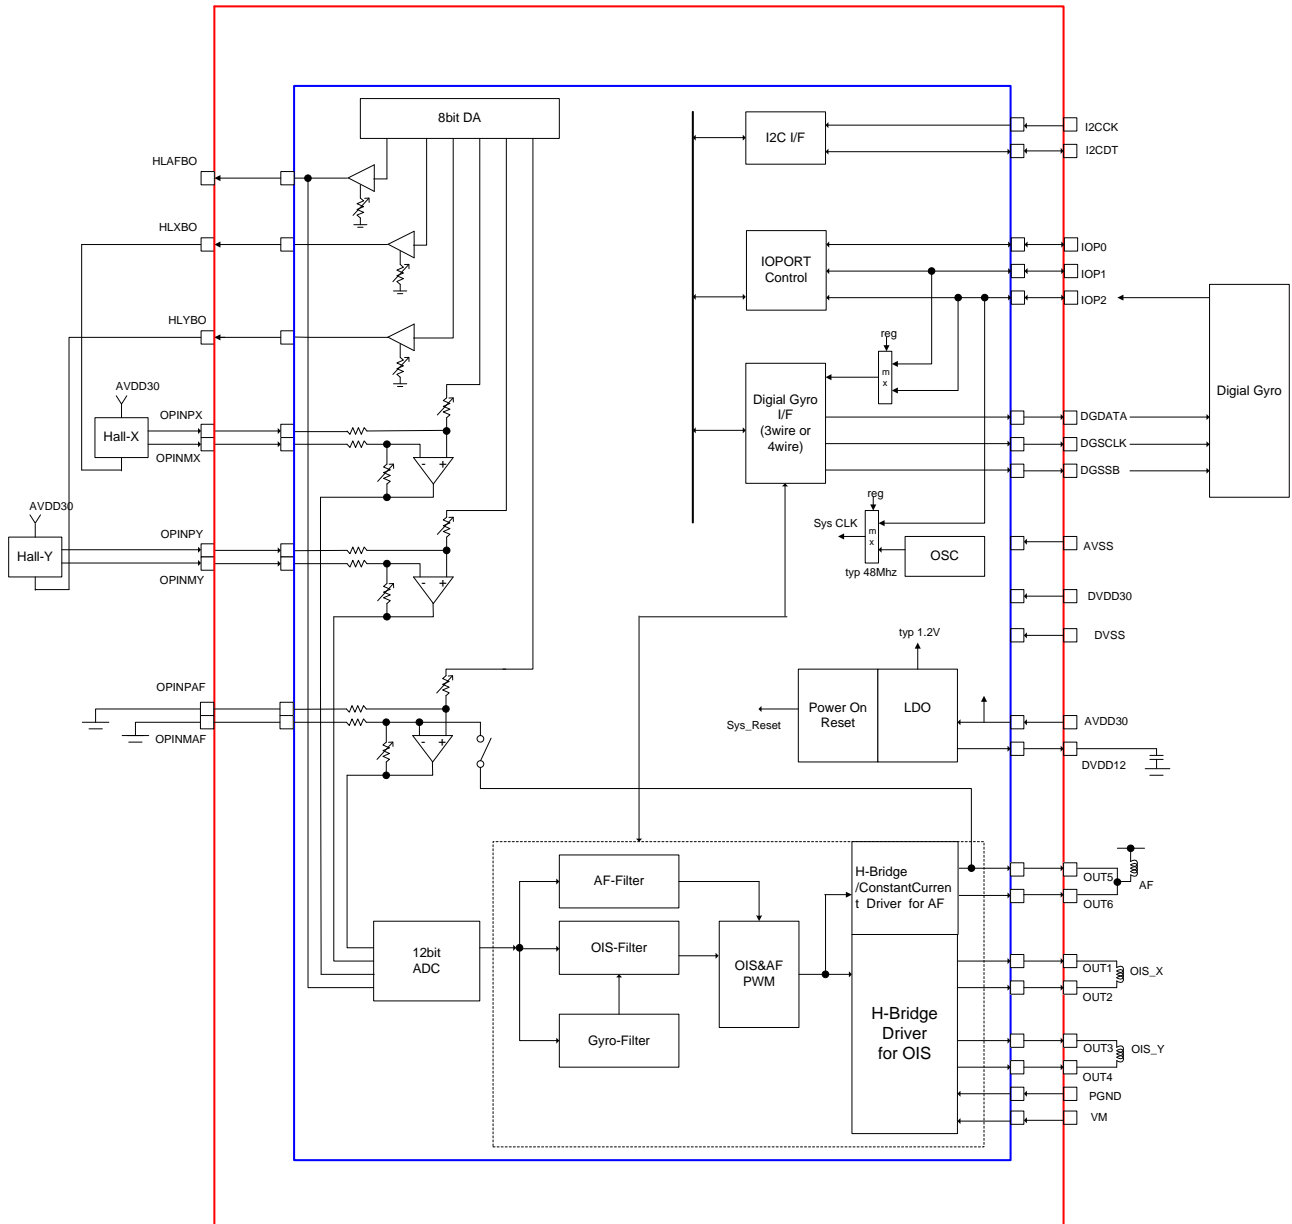 8bit DA
HLAFBO
HLXBO
HLYBO
AVDD30
Hall-X
OPINPX
OPINMX
AVDD30
Hall-Y
OPINPY
OPINMY
OPINPAF
OPINMAF
-
+
-
+
-
+
I2C I/F
I2CCK
I2CDT
IOPORT
Control
IOP0
IOP1
IOP2
reg
m
x
Digial Gyro
I/F
(3wire or
4wire)
DGDATA
DGSCLK
DGSSB
Digial Gyro
reg
Sys CLK
m
x
typ 48Mhz
OSC
AVSS
DVDD30
DVSS
typ 1.2V
Power On
Reset
LDO
Sys_Reset
AVDD30
DVDD12
12bit
ADC
AF-Filter
OIS-Filter
Gyro-Filter
OIS&AF
PWM
H-Bridge
/ConstantCurren
t Driver for AF
H-Bridge
Driver
for OIS
OUT5
OUT6
AF
OUT1
OUT2
OIS_X
OUT3
OUT4
OIS_Y
PGND
VM